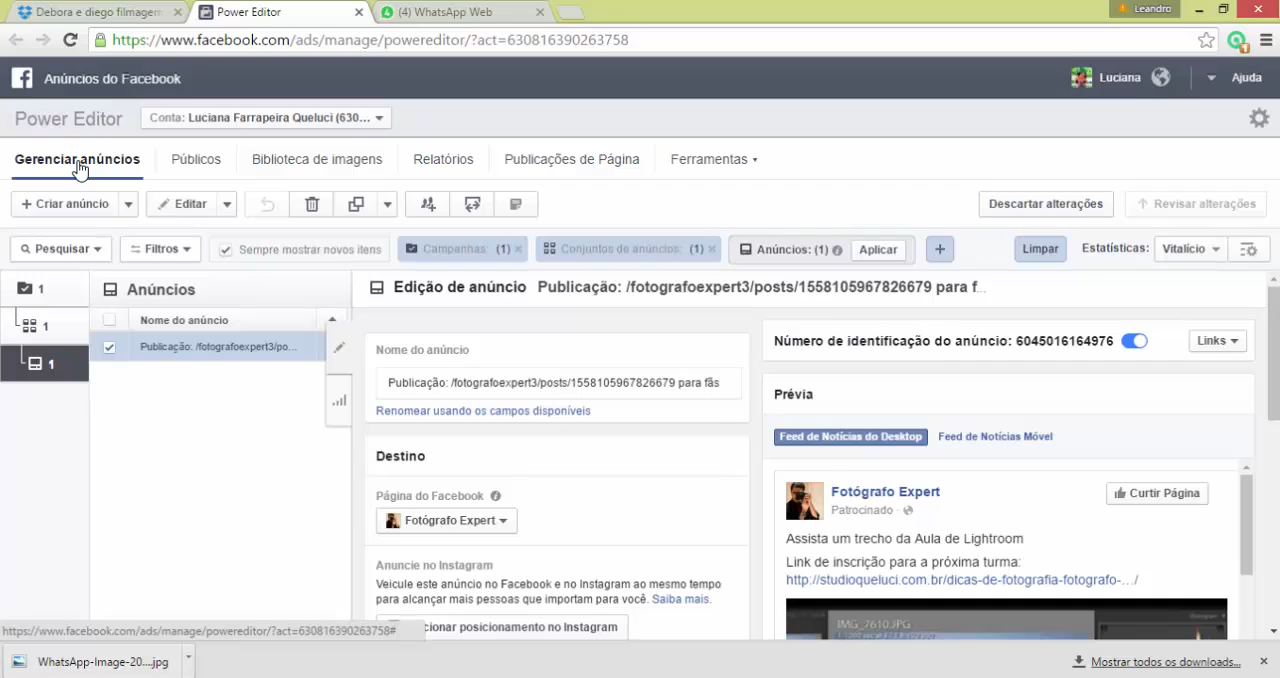 Debora e diego filmagem
Power Editor
(4) WhatsApp Web
Leandro
https://www.facebook.com/ads/manage/powereditor/?act=630816390263758
Anúncios do Facebook
Luciana
Ajuda
Power Editor
Conta: Luciana Farrapeira Queluci (630...
Gerenciar anúncios
Públicos
Biblioteca de imagens
Relatórios
Publicações de Página
Ferramentas
+ Criar anúncio
Editar
Descartar alterações
Revisar alterações
Pesquisar
Filtros
Sempre mostrar novos itens
Campanhas: (1)
Conjuntos de anúncios: (1)
Anúncios: (1)
Aplicar
+
Limpar
Estatísticas:
Vitalício
1
Anúncios
Edição de anúncio Publicação: /fotografoexpert3/posts/1558105967826679 para f...
1
Nome do anúncio
1
Publicação: /fotografoexpert3/po...
Nome do anúncio
Publicação: /fotografoexpert3/posts/1558105967826679 para fãs
Renomear usando os campos disponíveis
Destino
Página do Facebook
Fotógrafo Expert
Anuncie no Instagram
Veicule este anúncio no Facebook e no Instagram ao mesmo tempo
para alcançar mais pessoas que importam para você. Saiba mais.
cionar posicionamento no Instagram
Número de identificação do anúncio: 6045016164976
Links
Prévia
Feed de Notícias do Desktop
Feed de Notícias Móvel
Fotógrafo Expert
Patrocinado ·
Curtir Página
Assista um trecho da Aula de Lightroom
Link de inscrição para a próxima turma:
http://studioqueluci.com.br/dicas-de-fotografia-fotografo-…/
IMG_7610.JPG
https://www.facebook.com/ads/manage/powereditor/?act=630816390263758#
WhatsApp-Image-20....jpg
Mostrar todos os downloads...